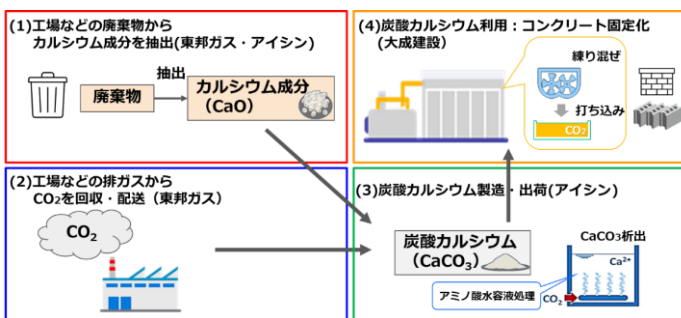 (1)工場などの廃棄物から
カルシウム成分を抽出(東邦ガス・アイシン)
廃棄物
抽出
カルシウム成分
(CaO)
(4)炭酸カルシウム利用：コンクリート固定化
(大成建設)
練り混ぜ
打ち込み
CO₂
(2)工場などの排ガスから
CO₂を回収・配送（東邦ガス）
CO₂
(3)炭酸カルシウム製造・出荷(アイシン)
炭酸カルシウム
(CaCO₃)
CaCO₃析出
Ca²⁺
アミノ酸水溶液処理
CO₂